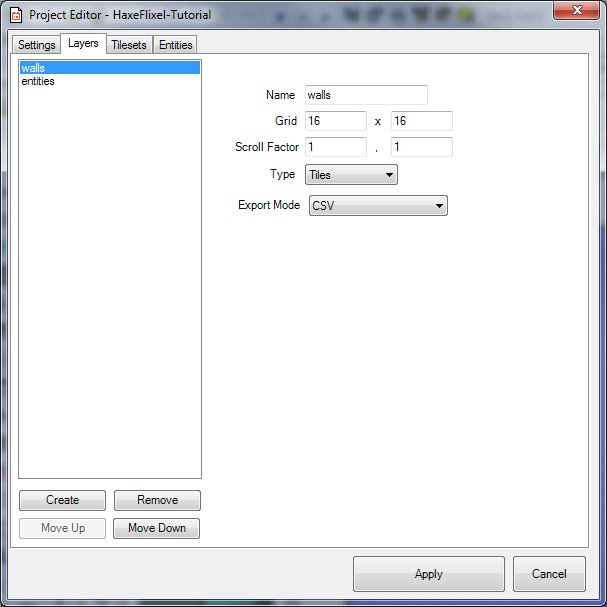 Project Editor - HaxeFlixel-Tutorial
Settings Layers Tilesets Entities
walls
entities
Name walls
Grid 16 x 16
Scroll Factor 1 , 1
Type Tiles
Export Mode CSV
Create Remove
Move Up Move Down
Apply Cancel